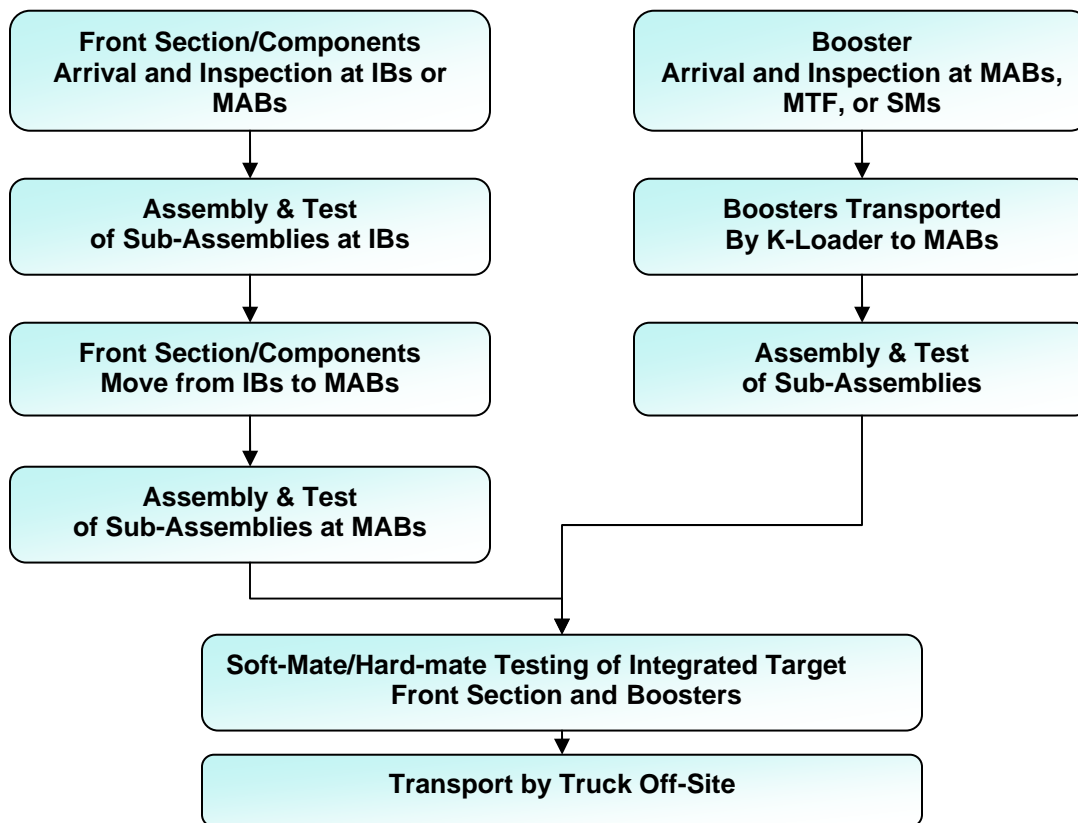 Front Section/Components
Arrival and Inspection at IBs or
MABs
Assembly & Test
of Sub-Assemblies at IBs
Front Section/Components
Move from IBs to MABs
Assembly & Test
of Sub-Assemblies at MABs
Booster
Arrival and Inspection at MABs,
MTF, or SMs
Boosters Transported
By K-Loader to MABs
Assembly & Test
of Sub-Assemblies
Soft-Mate/Hard-mate Testing of Integrated Target
Front Section and Boosters
Transport by Truck Off-Site